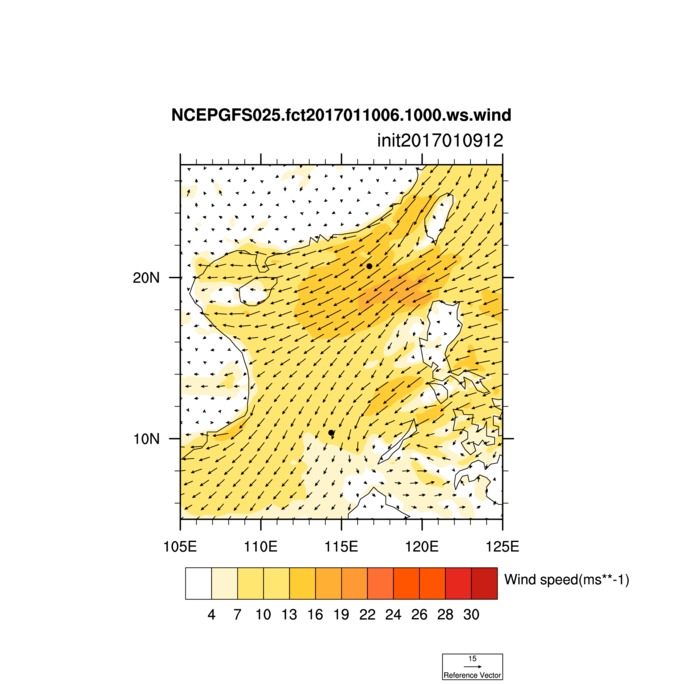 NCEPGFS025.fct2017011006.1000.ws.wind
init2017010912
20N
10N
105E 110E 115E 120E 125E
Wind speed(ms**-1)
4 7 10 13 16 19 22 24 26 28 30
15
Reference Vector